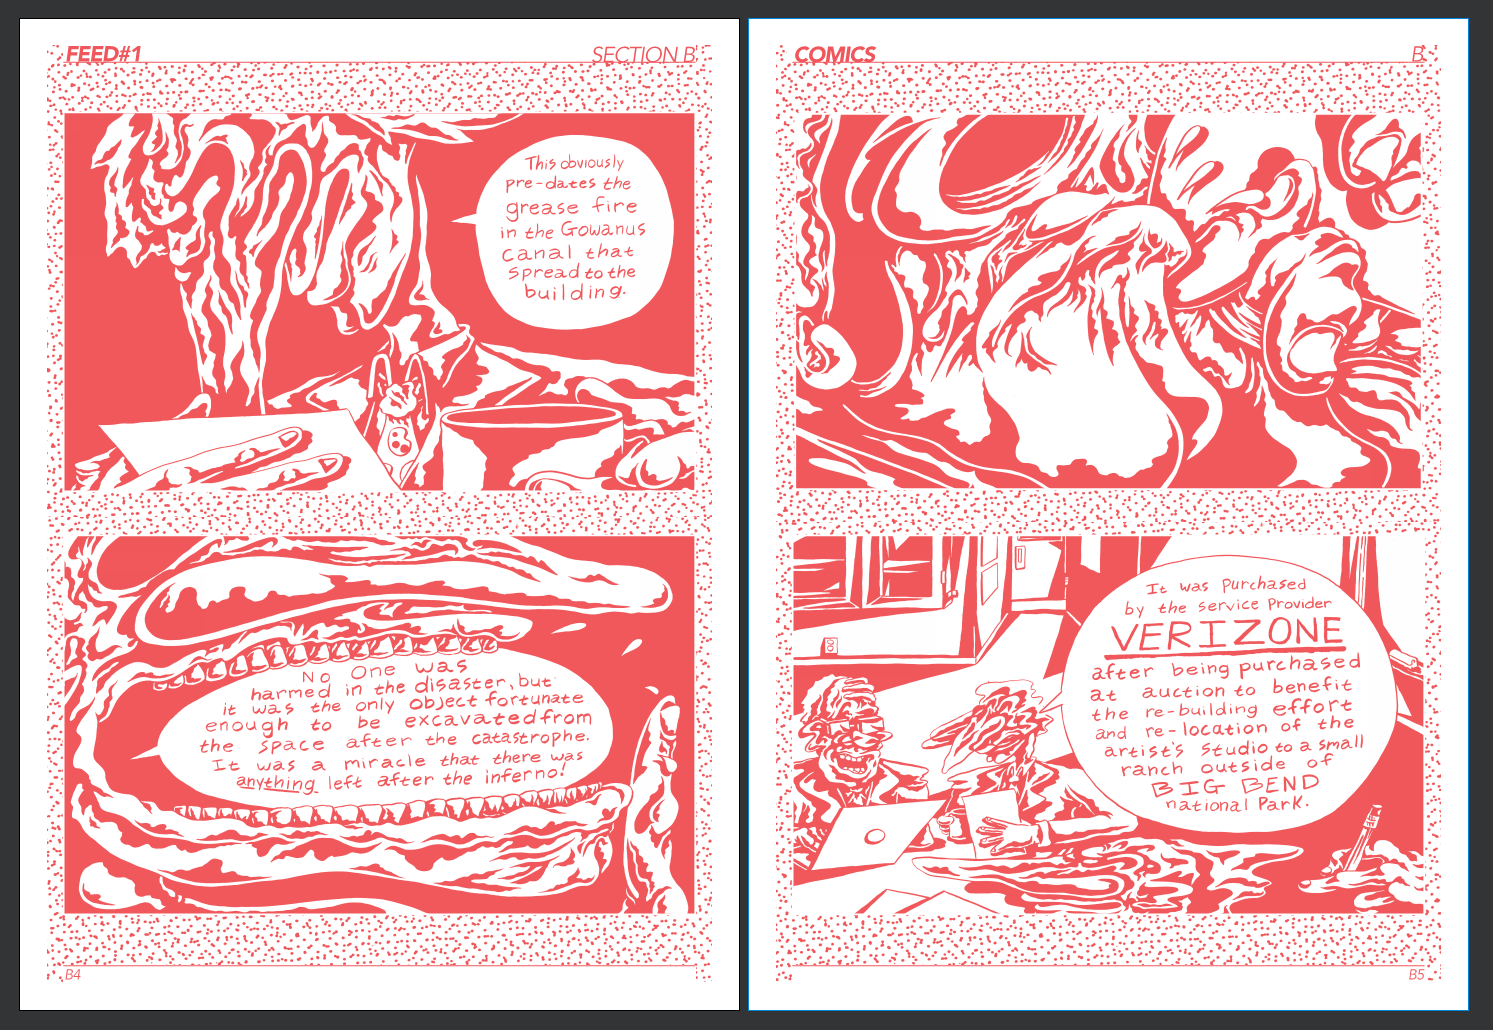 FEED#1
SECTION B
This obviously
pre-dates the
grease fire
in the Gowanus
canal that
spread to the
building.
No One was
harmed in the disaster, but
it was the only object fortunate
enough to be excavated from
the space after the catastrophe.
It was a miracle that there was
anything left after the inferno!
B4
COMICS
B
It was Purchased
by the service Provider
VERIZONE
after being purchased
at auction to benefit
the re-building effort
and re-location of the
artist's studio to a small
ranch outside of
BIG BEND
national Park.
B5